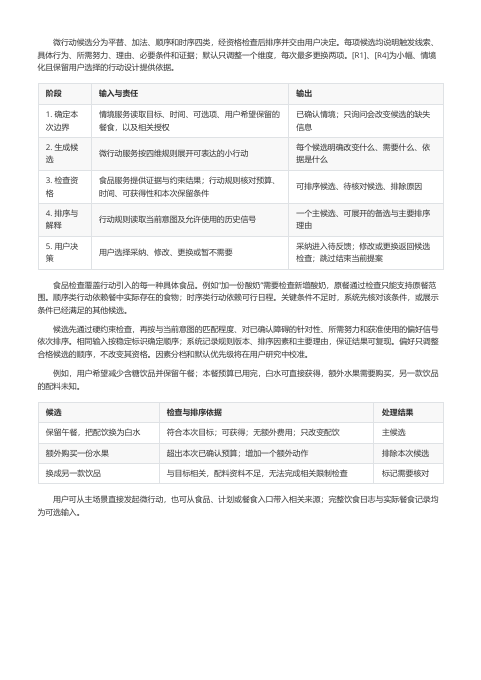 微行动候选分为平替、加法、顺序和时序四类，经资格检查后排序并交由用户决定。每项候选均说明触发线索、
具体行为、所需努力、理由、必要条件和证据；默认只调整一个维度，每次最多更换两项。[R1]、[R4]为小幅、情境
化且保留用户选择的行动设计提供依据。
阶段 输入与责任 输出
1. 确定本 情境服务读取目标、时间、可选项、用户希望保留的 已确认情境；只询问会改变候选的缺失
次边界 餐食，以及相关授权 信息
2. 生成候 微行动服务按四维规则展开可表达的小行动 每个候选明确改变什么、需要什么、依
选 据是什么
3. 检查资 食品服务提供证据与约束结果；行动规则核对预算、 可排序候选、待核对候选、排除原因
格 时间、可获得性和本次保留条件
4. 排序与 行动规则读取当前意图及允许使用的历史信号 一个主候选、可展开的备选与主要排序
解释 理由
5. 用户决 用户选择采纳、修改、更换或暂不需要 采纳进入待反馈；修改或更换返回候选
策 检查；跳过结束当前提案
食品检查覆盖行动引入的每一种具体食品。例如“加一份酸奶”需要检查新增酸奶，原餐通过检查只能支持原餐范
围。顺序类行动依赖餐中实际存在的食物；时序类行动依赖可行日程。关键条件不足时，系统先核对该条件，或展示
条件已经满足的其他候选。
候选先通过硬约束检查，再按与当前意图的匹配程度、对已确认障碍的针对性、所需努力和获准使用的偏好信号
依次排序。相同输入按稳定标识确定顺序；系统记录规则版本、排序因素和主要理由，保证结果可复现。偏好只调整
合格候选的顺序，不改变其资格。因素分档和默认优先级将在用户研究中校准。
例如，用户希望减少含糖饮品并保留午餐；本餐预算已用完，白水可直接获得，额外水果需要购买，另一款饮品
的配料未知。
候选 检查与排序依据 处理结果
保留午餐，把配饮换为白水 符合本次目标；可获得；无额外费用；只改变配饮 主候选
额外购买一份水果 超出本次已确认预算；增加一个额外动作 排除本次候选
换成另一款饮品 与目标相关，配料资料不足，无法完成相关限制检查 标记需要核对
用户可从主场景直接发起微行动，也可从食品、计划或餐食入口带入相关来源；完整饮食日志与实际餐食记录均
为可选输入。